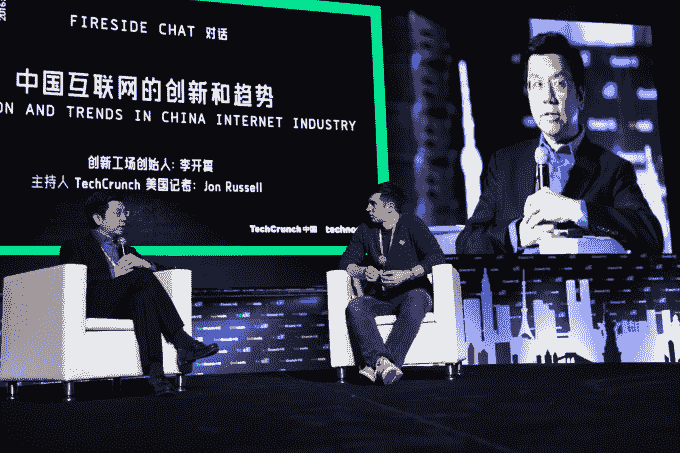 FIRESIDE CHAT 对话
中国互联网的创新和趋势
ON AND TRENDS IN CHINA INTERNET INDUSTRY
创新工场创始人: 李开复
主持人 TechCrunch 美国记者: Jon Russell
TechCrunch 中国 techno